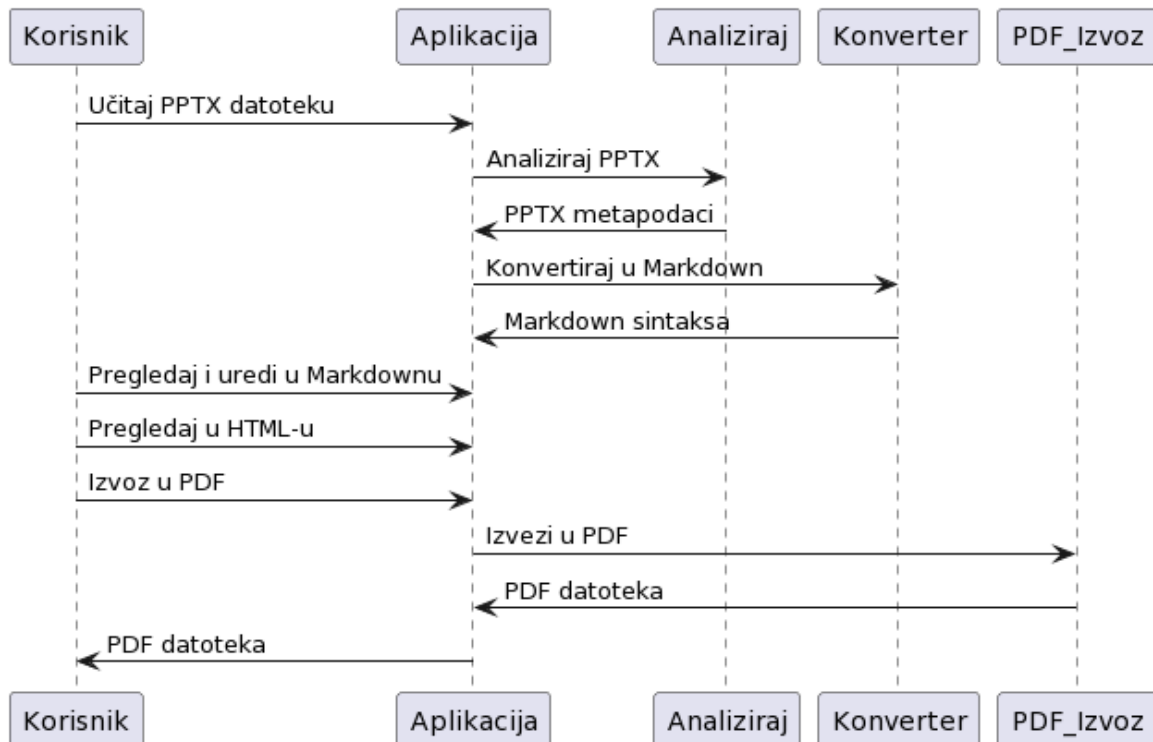 Korisnik Aplikacija Analiziraj Konverter PDF_Izvoz
Učitaj PPTX datoteku
Analiziraj PPTX
PPTX metapodaci
Konvertiraj u Markdown
Markdown sintaksa
Pregledaj i uredi u Markdownu
Pregledaj u HTML-u
Izvoz u PDF
Izvezi u PDF
PDF datoteka
PDF datoteka
Korisnik Aplikacija Analiziraj Konverter PDF_Izvoz